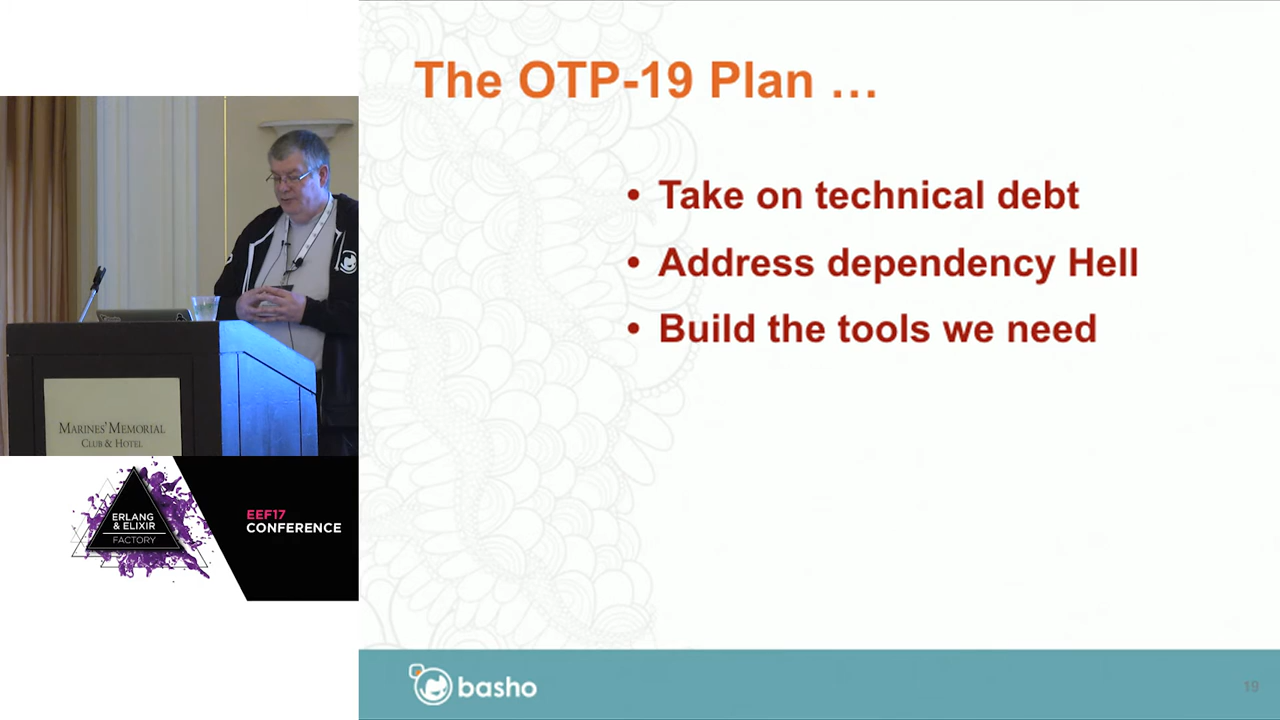 The OTP-19 Plan …
• Take on technical debt
• Address dependency Hell
• Build the tools we need
MARINES' MEMORIAL
CLUB & HOTEL
ERLANG
& ELIXIR
FACTORY
EEF17
CONFERENCE
basho
19